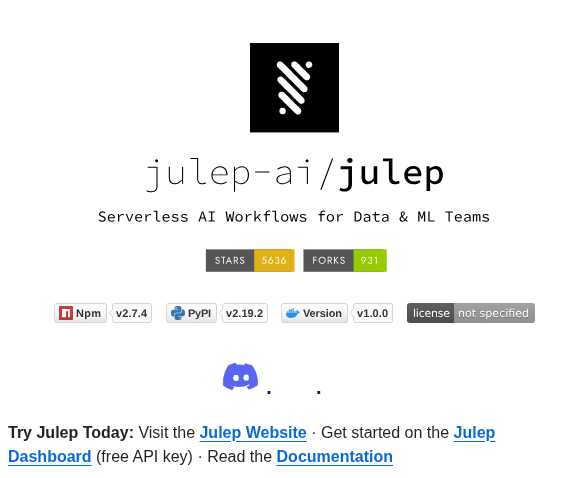 julep-ai/julep
Serverless AI Workflows for Data & ML Teams
STARS 5636 FORKS 931
Npm v2.7.4 PyPI v2.19.2 Version v1.0.0 license not specified
. .
Try Julep Today: Visit the Julep Website · Get started on the Julep
Dashboard (free API key) · Read the Documentation